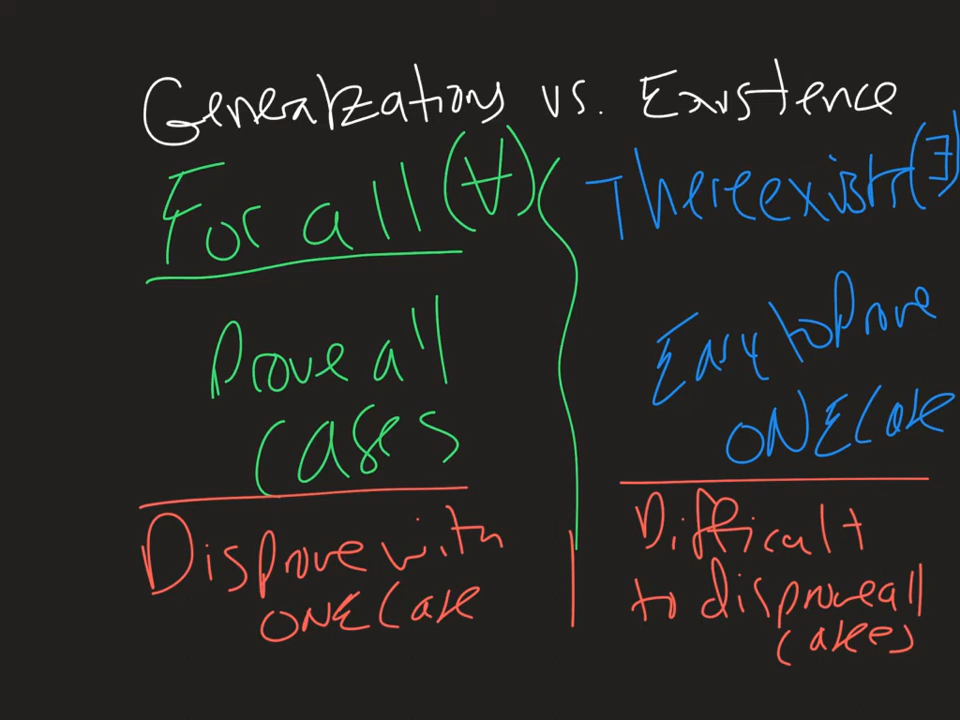 Generalzations vs. Existence
For all (∀)
There exists (∃)
Prove all
cases
Easy to Prove
ONE Case
Disprove with
ONE Case
Difficult
to disprove all
cases